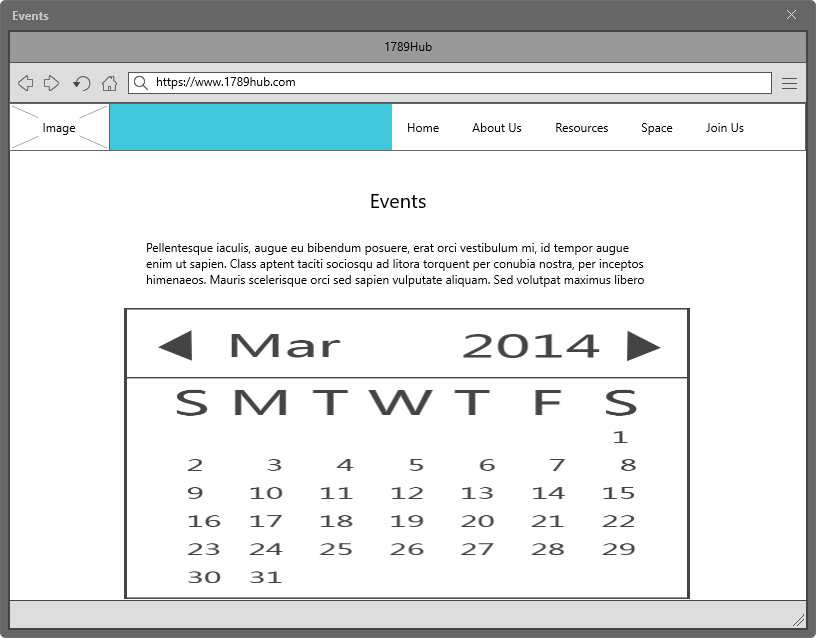 Events
1789Hub
https://www.1789hub.com
Image Home About Us Resources Space Join Us
Events
Pellentesque iaculis, augue eu bibendum posuere, erat orci vestibulum mi, id tempor augue
enim ut sapien. Class aptent taciti sociosqu ad litora torquent per conubia nostra, per inceptos
himenaeos. Mauris scelerisque orci sed sapien vulputate aliquam. Sed volutpat maximus libero
Mar 2014
S M T W T F S
1
2 3 4 5 6 7 8
9 10 11 12 13 14 15
16 17 18 19 20 21 22
23 24 25 26 27 28 29
30 31